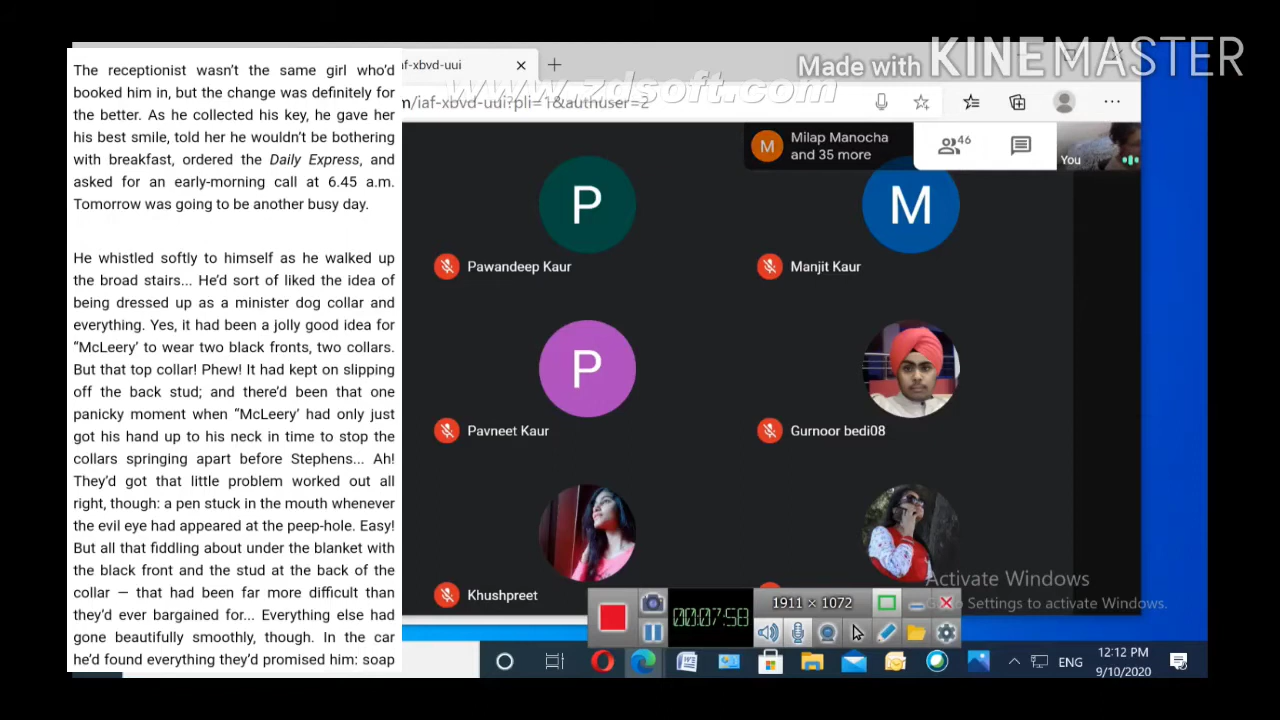 Made with KINEMASTER
www.zdsoft.com
The receptionist wasn't the same girl who'd
booked him in, but the change was definitely for
the better. As he collected his key, he gave her
his best smile, told her he wouldn't be bothering
with breakfast, ordered the Daily Express, and
asked for an early-morning call at 6.45 a.m.
Tomorrow was going to be another busy day.
He whistled softly to himself as he walked up
the broad stairs... He'd sort of liked the idea of
being dressed up as a minister dog collar and
everything. Yes, it had been a jolly good idea for
“McLeery’ to wear two black fronts, two collars.
But that top collar! Phew! It had kept on slipping
off the back stud; and there'd been that one
panicky moment when “McLeery’ had only just
got his hand up to his neck in time to stop the
collars springing apart before Stephens... Ah!
They'd got that little problem worked out all
right, though: a pen stuck in the mouth whenever
the evil eye had appeared at the peep-hole. Easy!
But all that fiddling about under the blanket with
the black front and the stud at the back of the
collar — that had been far more difficult than
they'd ever bargained for... Everything else had
gone beautifully smoothly, though. In the car
he'd found everything they'd promised him: soap
af-xbvd-uui
m/iaf-xbvd-uui?pli=1&authuser=2
M
Milap Manocha
and 35 more
46
You
P
Pawandeep Kaur
M
Manjit Kaur
P
Pavneet Kaur
Gurnoor bedi08
Khushpreet
Activate Windows
Go to Settings to activate Windows.
00:07:58
1911 × 1072
ENG
12:12 PM
9/10/2020